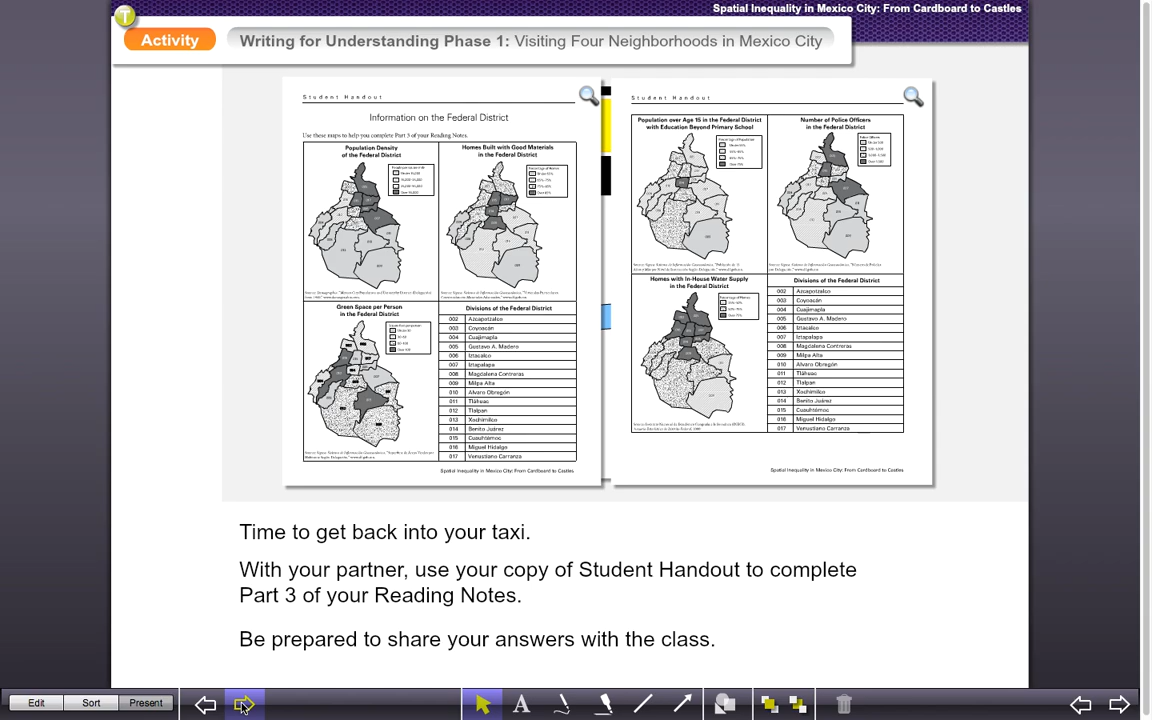 Spatial Inequality in Mexico City: From Cardboard to Castles
T
Activity
Writing for Understanding Phase 1: Visiting Four Neighborhoods in Mexico City
Student Handout
Information on the Federal District
Use these maps to help you complete Part 3 of your Reading Notes.
Population Density
of the Federal District
Homes Built with Good Materials
in the Federal District
Green Space per Person
in the Federal District
Divisions of the Federal District
002 Azcapotzalco
003 Coyoacán
004 Cuajimalpa
005 Gustavo A. Madero
006 Iztacalco
007 Iztapalapa
008 Magdalena Contreras
009 Milpa Alta
010 Alvaro Obregón
011 Tláhuac
012 Tlalpan
013 Xochimilco
014 Benito Juárez
015 Cuauhtémoc
016 Miguel Hidalgo
017 Venustiano Carranza
Spatial Inequality in Mexico City: From Cardboard to Castles
Student Handout
Population over Age 15 in the Federal District
with Education Beyond Primary School
Number of Police Officers
in the Federal District
Homes with In-House Water Supply
in the Federal District
Divisions of the Federal District
002 Azcapotzalco
003 Coyoacán
004 Cuajimalpa
005 Gustavo A. Madero
006 Iztacalco
007 Iztapalapa
008 Magdalena Contreras
009 Milpa Alta
010 Alvaro Obregón
011 Tláhuac
012 Tlalpan
013 Xochimilco
014 Benito Juárez
015 Cuauhtémoc
016 Miguel Hidalgo
017 Venustiano Carranza
Spatial Inequality in Mexico City: From Cardboard to Castles
Time to get back into your taxi.
With your partner, use your copy of Student Handout to complete
Part 3 of your Reading Notes.
Be prepared to share your answers with the class.
Edit Sort Present
A